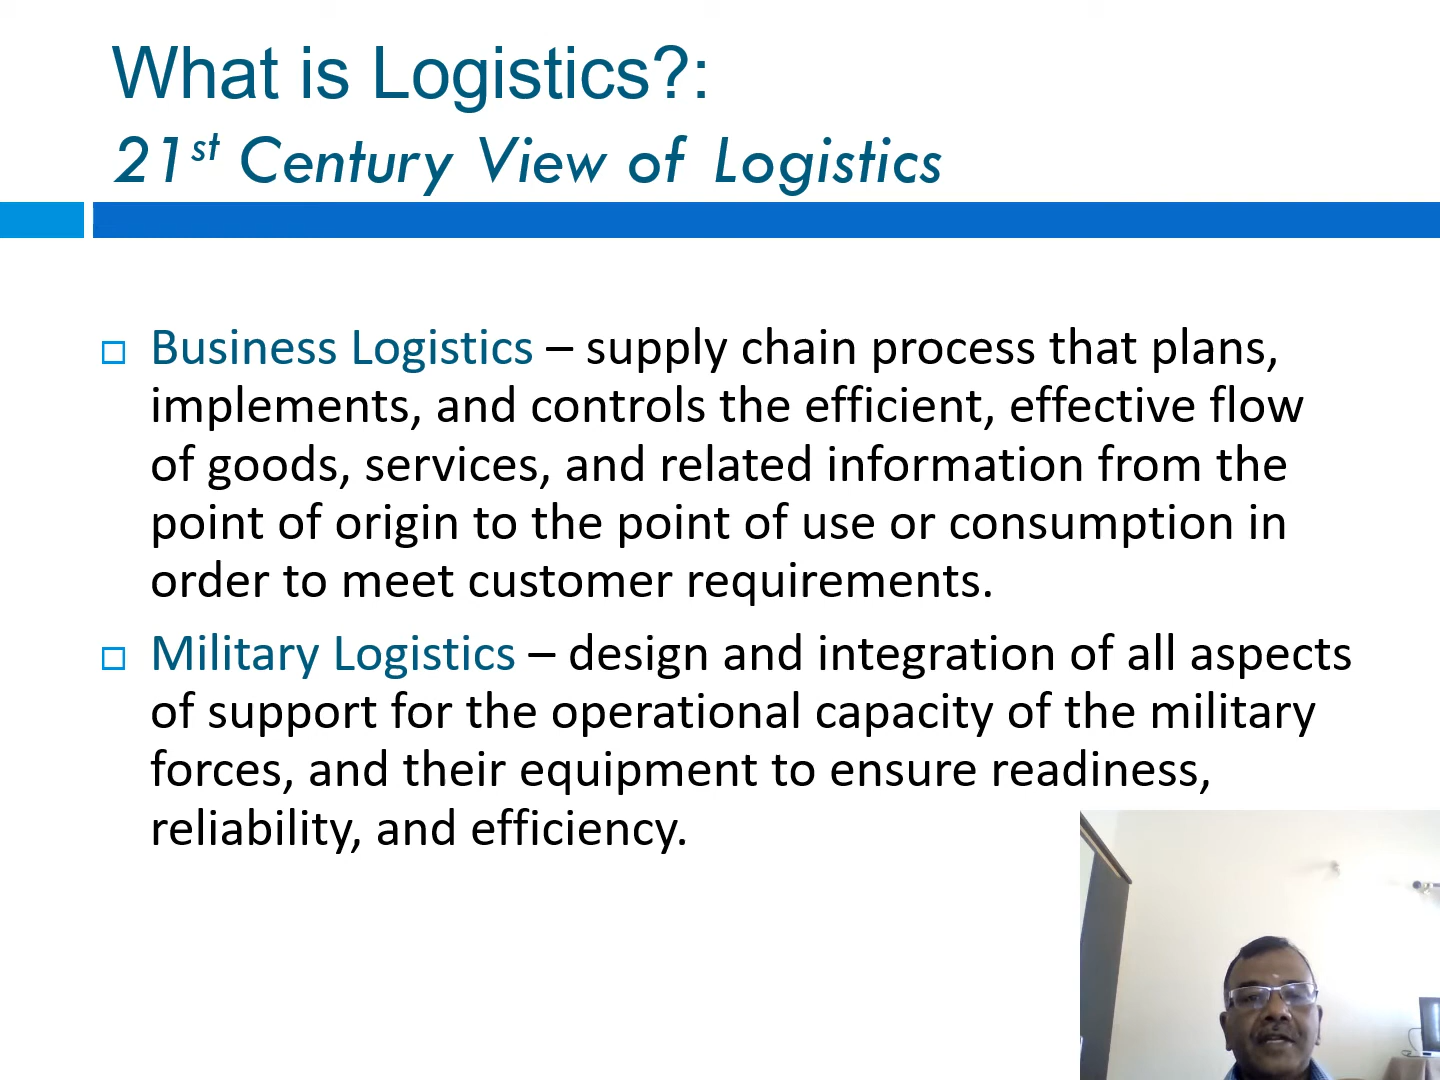 What is Logistics?:
21st Century View of Logistics
Business Logistics – supply chain process that plans,
implements, and controls the efficient, effective flow
of goods, services, and related information from the
point of origin to the point of use or consumption in
order to meet customer requirements.
Military Logistics – design and integration of all aspects
of support for the operational capacity of the military
forces, and their equipment to ensure readiness,
reliability, and efficiency.